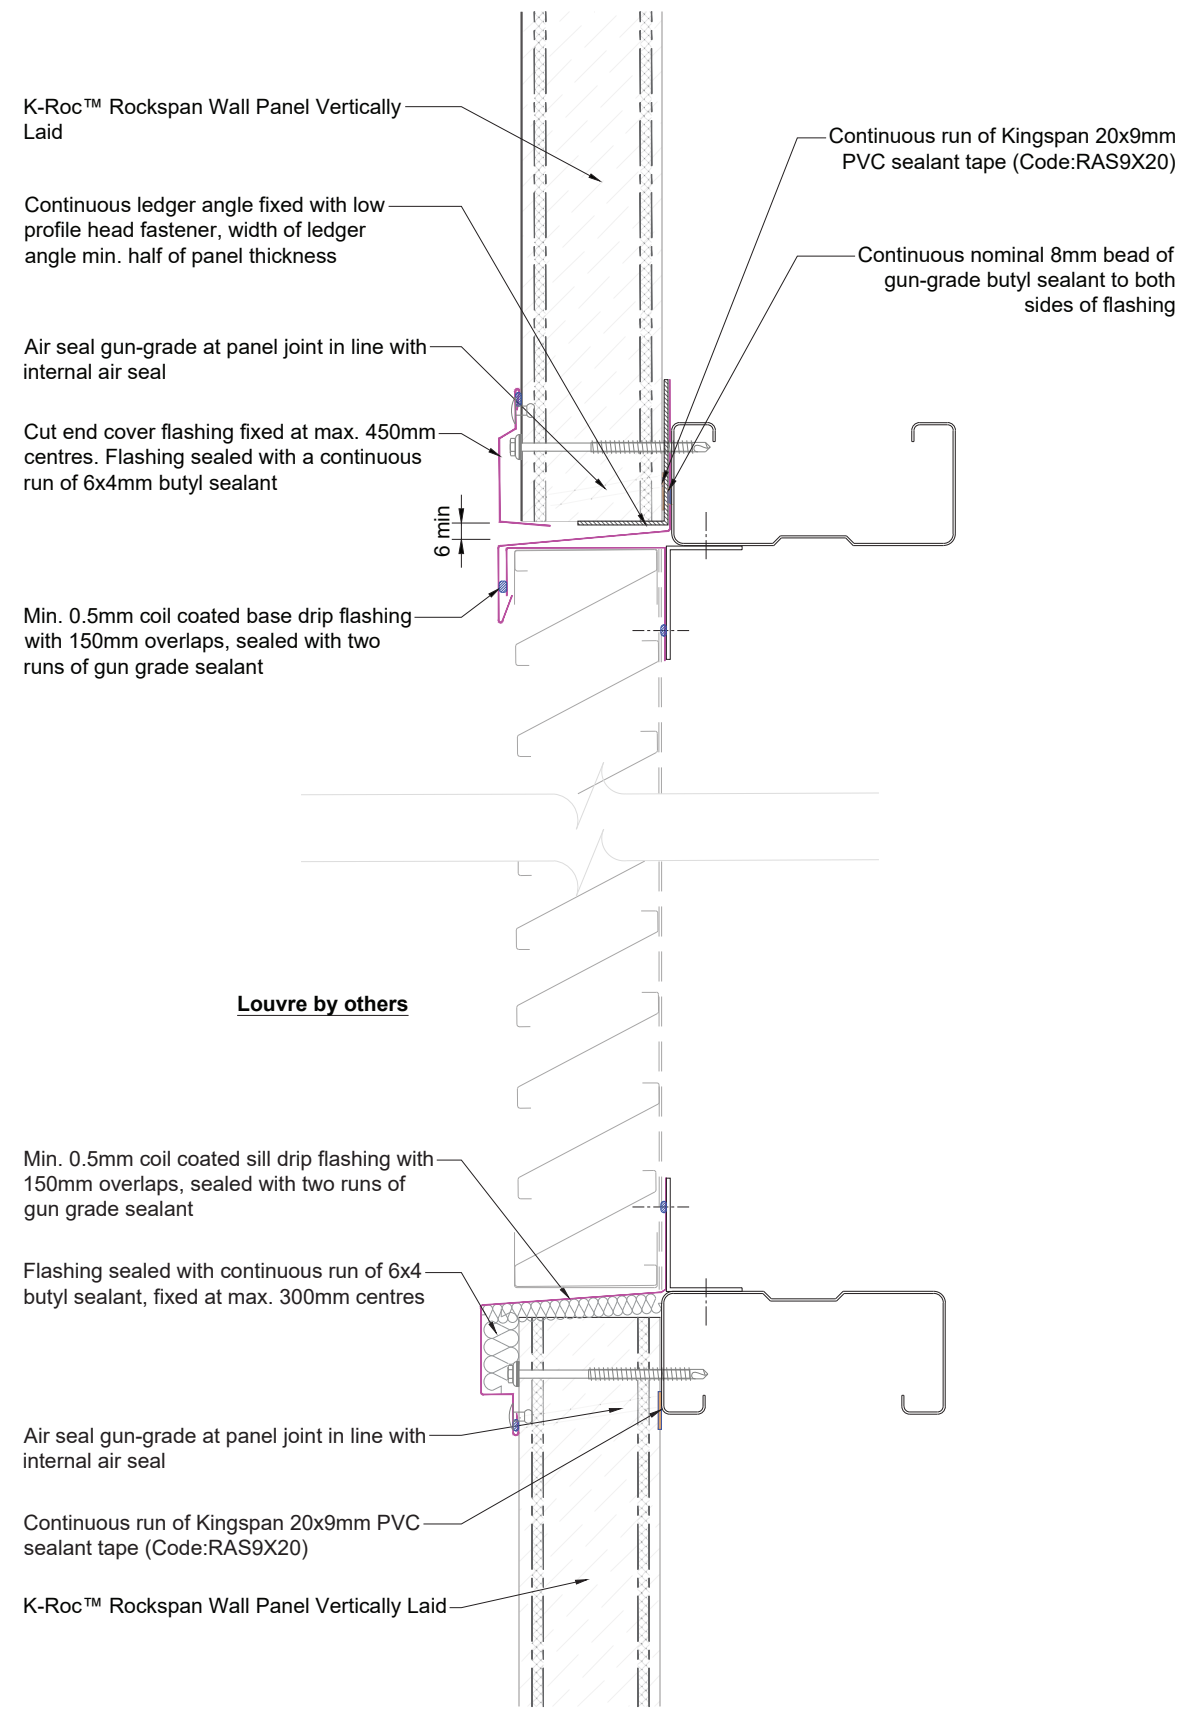 K-Roc™ Rockspan Wall Panel Vertically
Laid
Continuous run of Kingspan 20x9mm
PVC sealant tape (Code:RAS9X20)
Continuous ledger angle fixed with low
profile head fastener, width of ledger
angle min. half of panel thickness
Continuous nominal 8mm bead of
gun-grade butyl sealant to both
sides of flashing
Air seal gun-grade at panel joint in line with
internal air seal
Cut end cover flashing fixed at max. 450mm
centres. Flashing sealed with a continuous
run of 6x4mm butyl sealant
6 min
Min. 0.5mm coil coated base drip flashing
with 150mm overlaps, sealed with two
runs of gun grade sealant
Louvre by others
Min. 0.5mm coil coated sill drip flashing with
150mm overlaps, sealed with two runs of
gun grade sealant
Flashing sealed with continuous run of 6x4
butyl sealant, fixed at max. 300mm centres
Air seal gun-grade at panel joint in line with
internal air seal
Continuous run of Kingspan 20x9mm PVC
sealant tape (Code:RAS9X20)
K-Roc™ Rockspan Wall Panel Vertically Laid